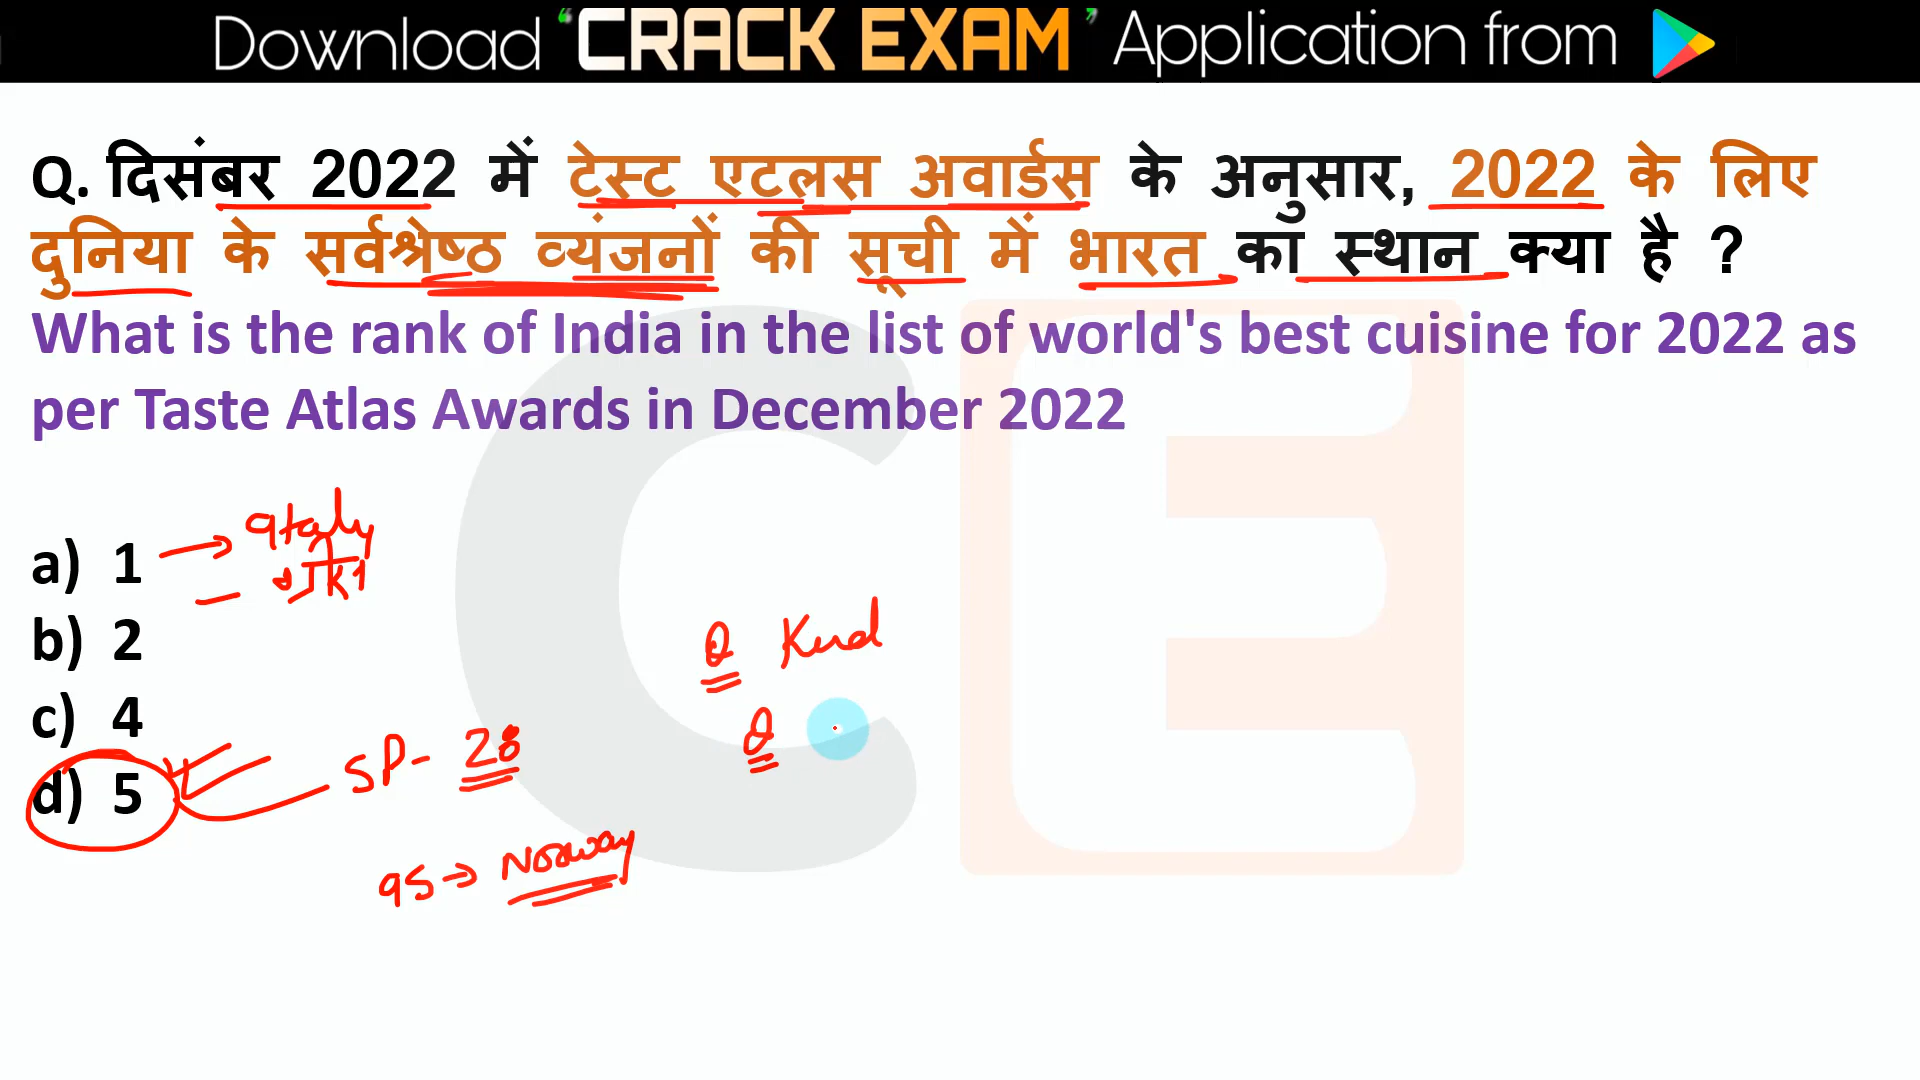 Download 'CRACK EXAM' Application from
Q. दिसंबर 2022 में टेस्ट एटलस अवार्डस के अनुसार, 2022 के लिए
दुनिया के सर्वश्रेष्ठ व्यंजनों की सूची में भारत का स्थान क्या है ?
What is the rank of India in the list of world's best cuisine for 2022 as
per Taste Atlas Awards in December 2022
a) 1
b) 2
c) 4
d) 5
SP- 28
95 → Norway
CE